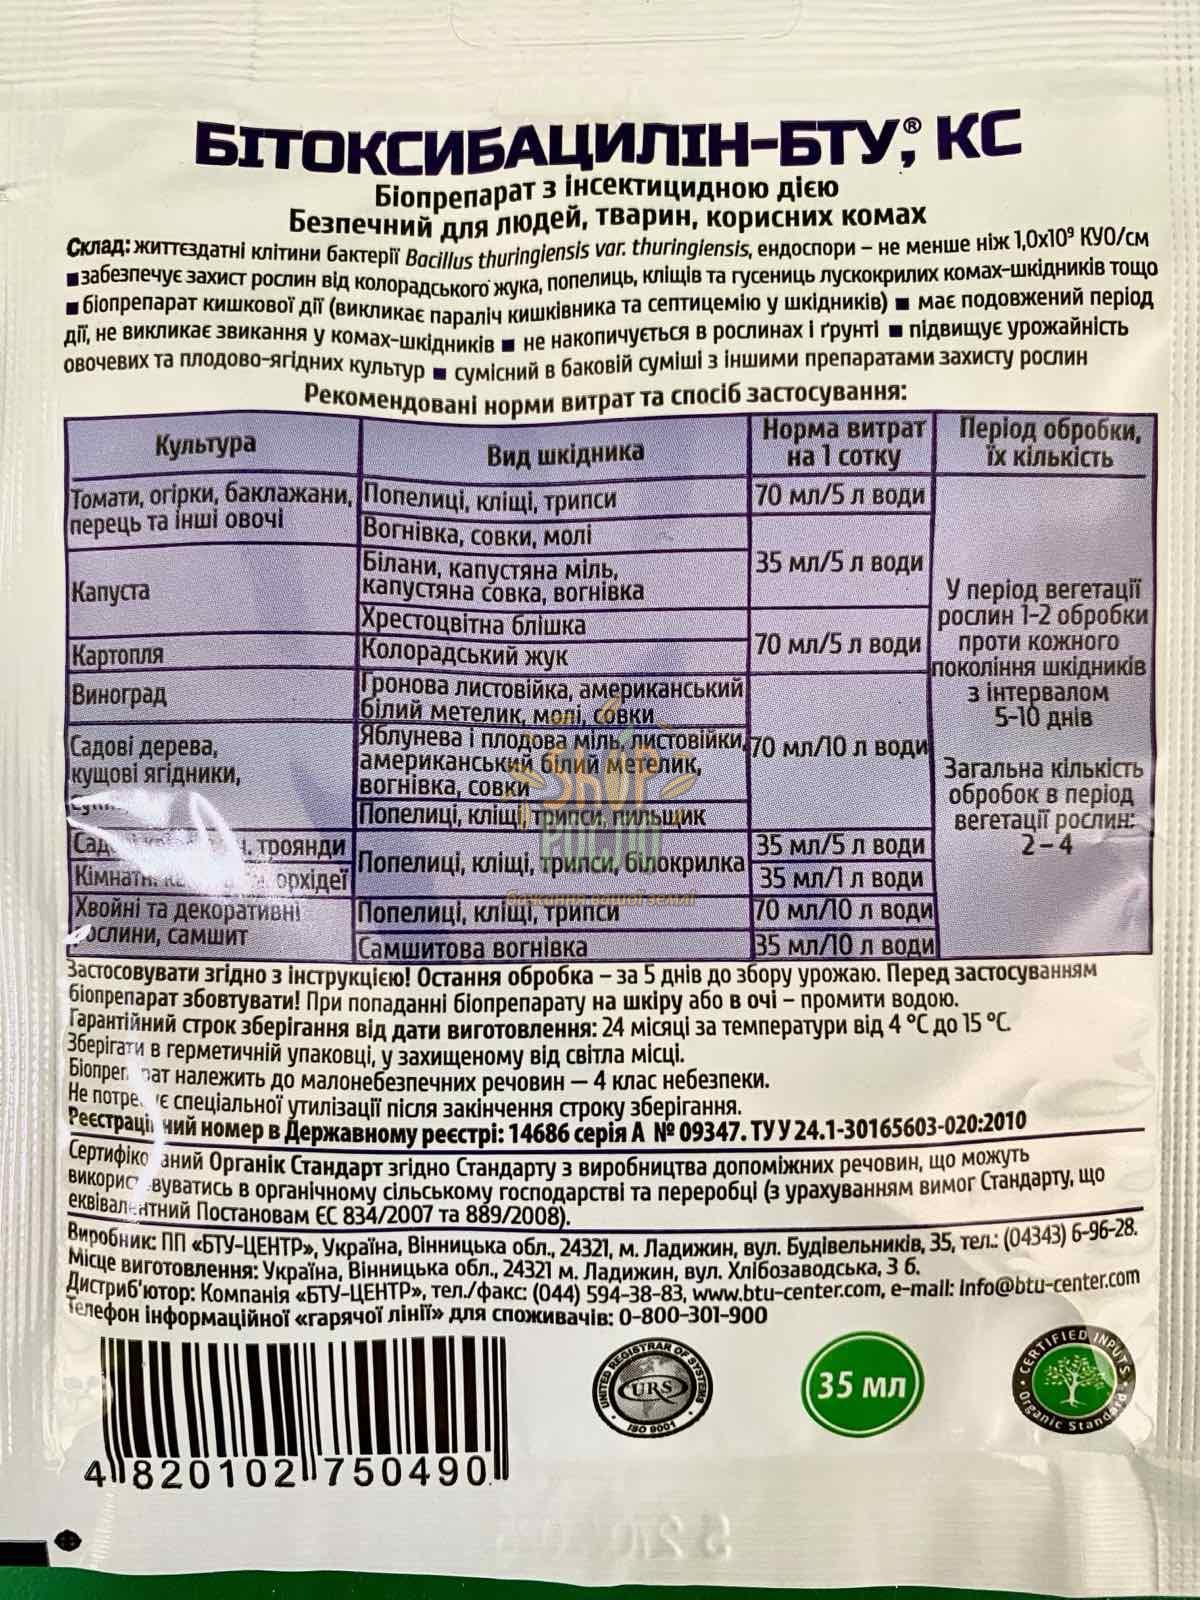 БІТОКСИБАЦИЛІН-БТУ®, КС
Біопрепарат з інсектицидною дією
Безпечний для людей, тварин, корисних комах
Склад: життєздатні клітини бактерії Bacillus thuringiensis var. thuringiensis, ендоспори – не менше ніж 1,0х10⁹ КУО/см
■ забезпечує захист рослин від колорадського жука, попелиць, кліщів та гусениць лускокрилих комах-шкідників тощо
■ біопрепарат кишкової дії (викликає параліч кишківника та септицемію у шкідників) ■ має подовжений період
дії, не викликає звикання у комах-шкідників ■ не накопичується в рослинах і ґрунті ■ підвищує урожайність
овочевих та плодово-ягідних культур ■ сумісний в баковій суміші з іншими препаратами захисту рослин
Рекомендовані норми витрат та спосіб застосування:
Культура
Вид шкідника
Норма витрат
на 1 сотку
Період обробки,
їх кількість
Томати, огірки, баклажани,
перець та інші овочі
Попелиці, кліщі, трипси
70 мл/5 л води
Вогнівка, совки, молі
35 мл/5 л води
Капуста
Білани, капустяна міль,
капустяна совка, вогнівка
Хрестоцвітна блішка
70 мл/5 л води
Картопля
Колорадський жук
Виноград
Гронова листовійка, американський
білий метелик, молі, совки
70 мл/10 л води
Садові дерева,
кущові ягідники,
Яблунева і плодова міль, листовійки,
американський білий метелик,
вогнівка, совки
Попелиці, кліщі, трипси, пильщик
троянди
35 мл/5 л води
Попелиці, кліщі, трипси, білокрилка
орхідеї
35 мл/1 л води
Хвойні та декоративні
рослини, самшит
Попелиці, кліщі, трипси
70 мл/10 л води
Самшитова вогнівка
35 мл/10 л води
У період вегетації
рослин 1-2 обробки
проти кожного
покоління шкідників
з інтервалом
5-10 днів
Загальна кількість
обробок в період
вегетації рослин:
2 – 4
SHOP
РОСЛО
бачання вашої землі
Застосовувати згідно з інструкцією! Остання обробка – за 5 днів до збору урожаю. Перед застосуванням
біопрепарат збовтувати! При попаданні біопрепарату на шкіру або в очі – промити водою.
Гарантійний строк зберігання від дати виготовлення: 24 місяці за температури від 4 °С до 15 °С.
Зберігати в герметичній упаковці, у захищеному від світла місці.
Біопрепарат належить до малонебезпечних речовин — 4 клас небезпеки.
Не потребує спеціальної утилізації після закінчення строку зберігання.
Реєстраційний номер в Державному реєстрі: 14686 серія А № 09347. ТУ У 24.1-30165603-020:2010
Сертифікований Органік Стандарт згідно Стандарту з виробництва допоміжних речовин, що можуть
використовуватись в органічному сільському господарстві та переробці (з урахуванням вимог Стандарту, що
еквівалентний Постановам ЄС 834/2007 та 889/2008).
Виробник: ПП «БТУ-ЦЕНТР», Україна, Вінницька обл., 24321, м. Ладижин, вул. Будівельників, 35, тел.: (04343) 6-96-28.
Місце виготовлення: Україна, Вінницька обл., 24321 м. Ладижин, вул. Хлібозаводська, 3 б.
Дистриб'ютор: Компанія «БТУ-ЦЕНТР», тел./факс: (044) 594-38-83, www.btu-center.com, e-mail: info@btu-center.com
Телефон інформаційної «гарячої лінії» для споживачів: 0-800-301-900
UNITED REGISTRAR OF SYSTEMS
URS
ISO 9001
35 мл
CERTIFIED INPUTS
Organic Standard
4 820102 750490